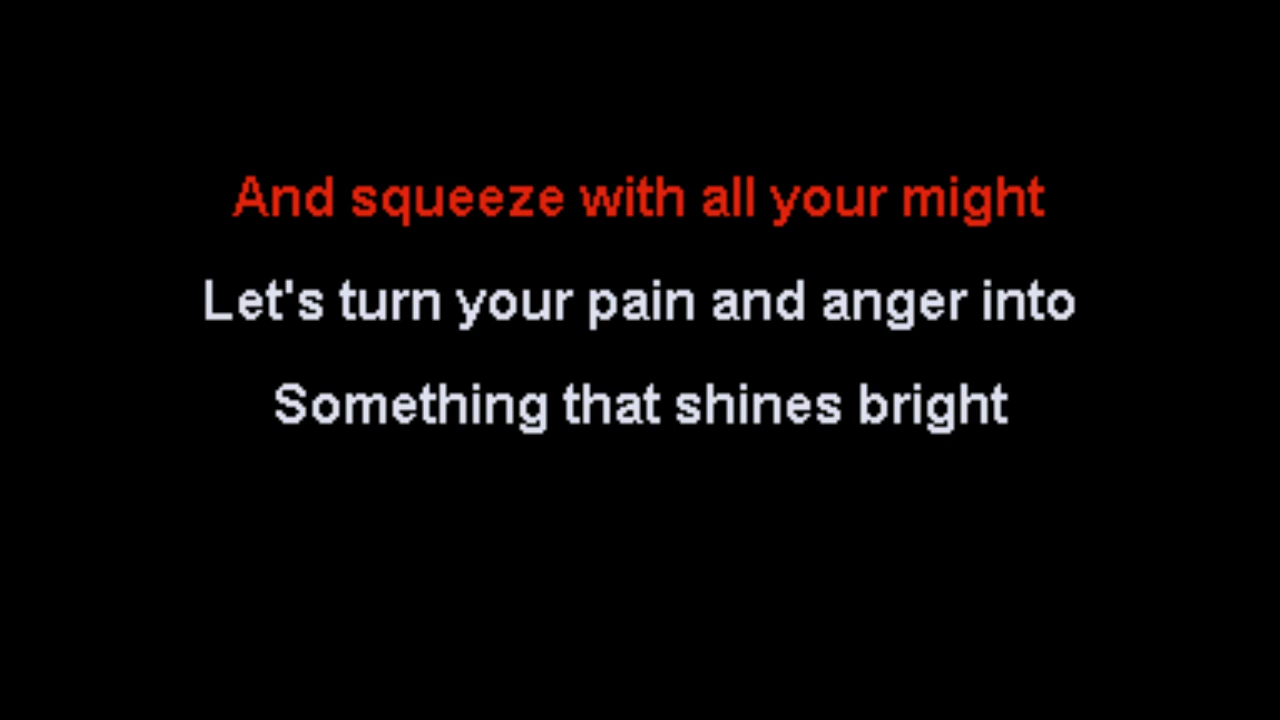 And squeeze with all your might
Let's turn your pain and anger into
Something that shines bright